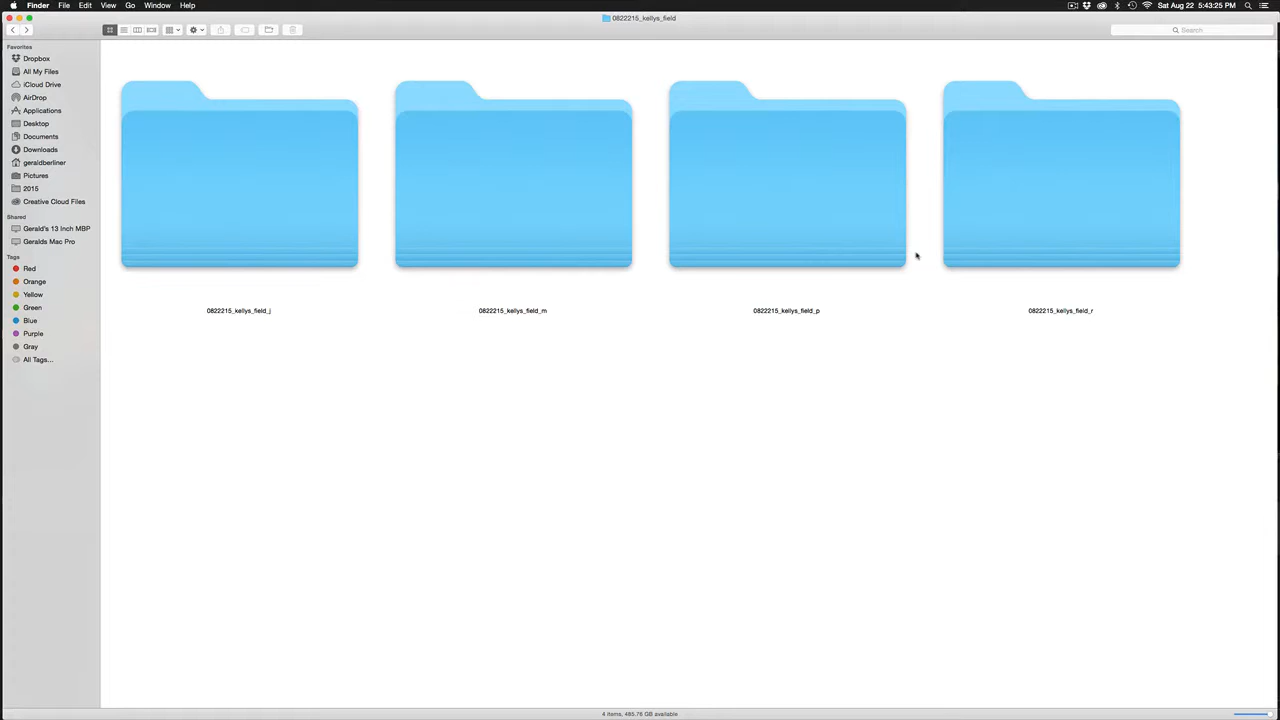 Finder File Edit View Go Window Help Sat Aug 22 5:43:25 PM
0822215_kellys_field
Search
Favorites
Dropbox
All My Files
iCloud Drive
AirDrop
Applications
Desktop
Documents
Downloads
geraldberliner
Pictures
2015
Creative Cloud Files
Shared
Gerald's 13 Inch MBP
Geralds Mac Pro
Tags
Red
Orange
Yellow
Green
Blue
Purple
Gray
All Tags...
0822215_kellys_field_j 0822215_kellys_field_m 0822215_kellys_field_p 0822215_kellys_field_r
4 items, 485.76 GB available